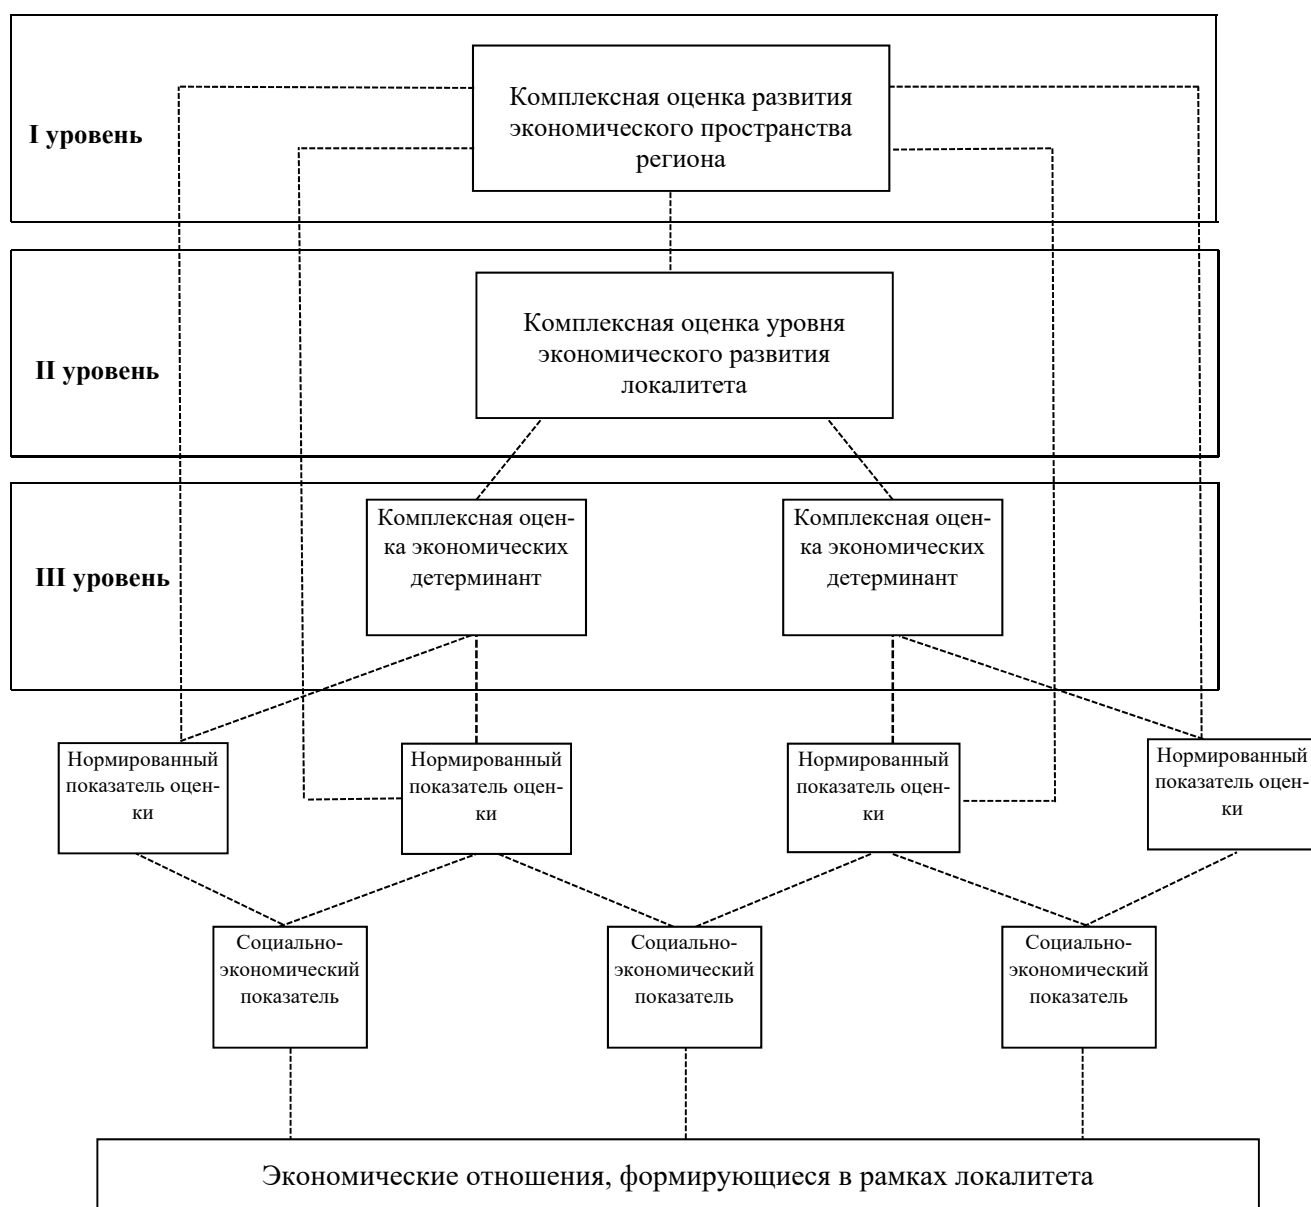 I уровень
Комплексная оценка развития
экономического пространства
региона
II уровень
Комплексная оценка уровня
экономического развития
локалитета
III уровень
Комплексная оцен-
ка экономических
детерминант
Комплексная оцен-
ка экономических
детерминант
Нормированный
показатель оцен-
ки
Нормированный
показатель оцен-
ки
Нормированный
показатель оцен-
ки
Нормированный
показатель оцен-
ки
Социально-
экономический
показатель
Социально-
экономический
показатель
Социально-
экономический
показатель
Экономические отношения, формирующиеся в рамках локалитета